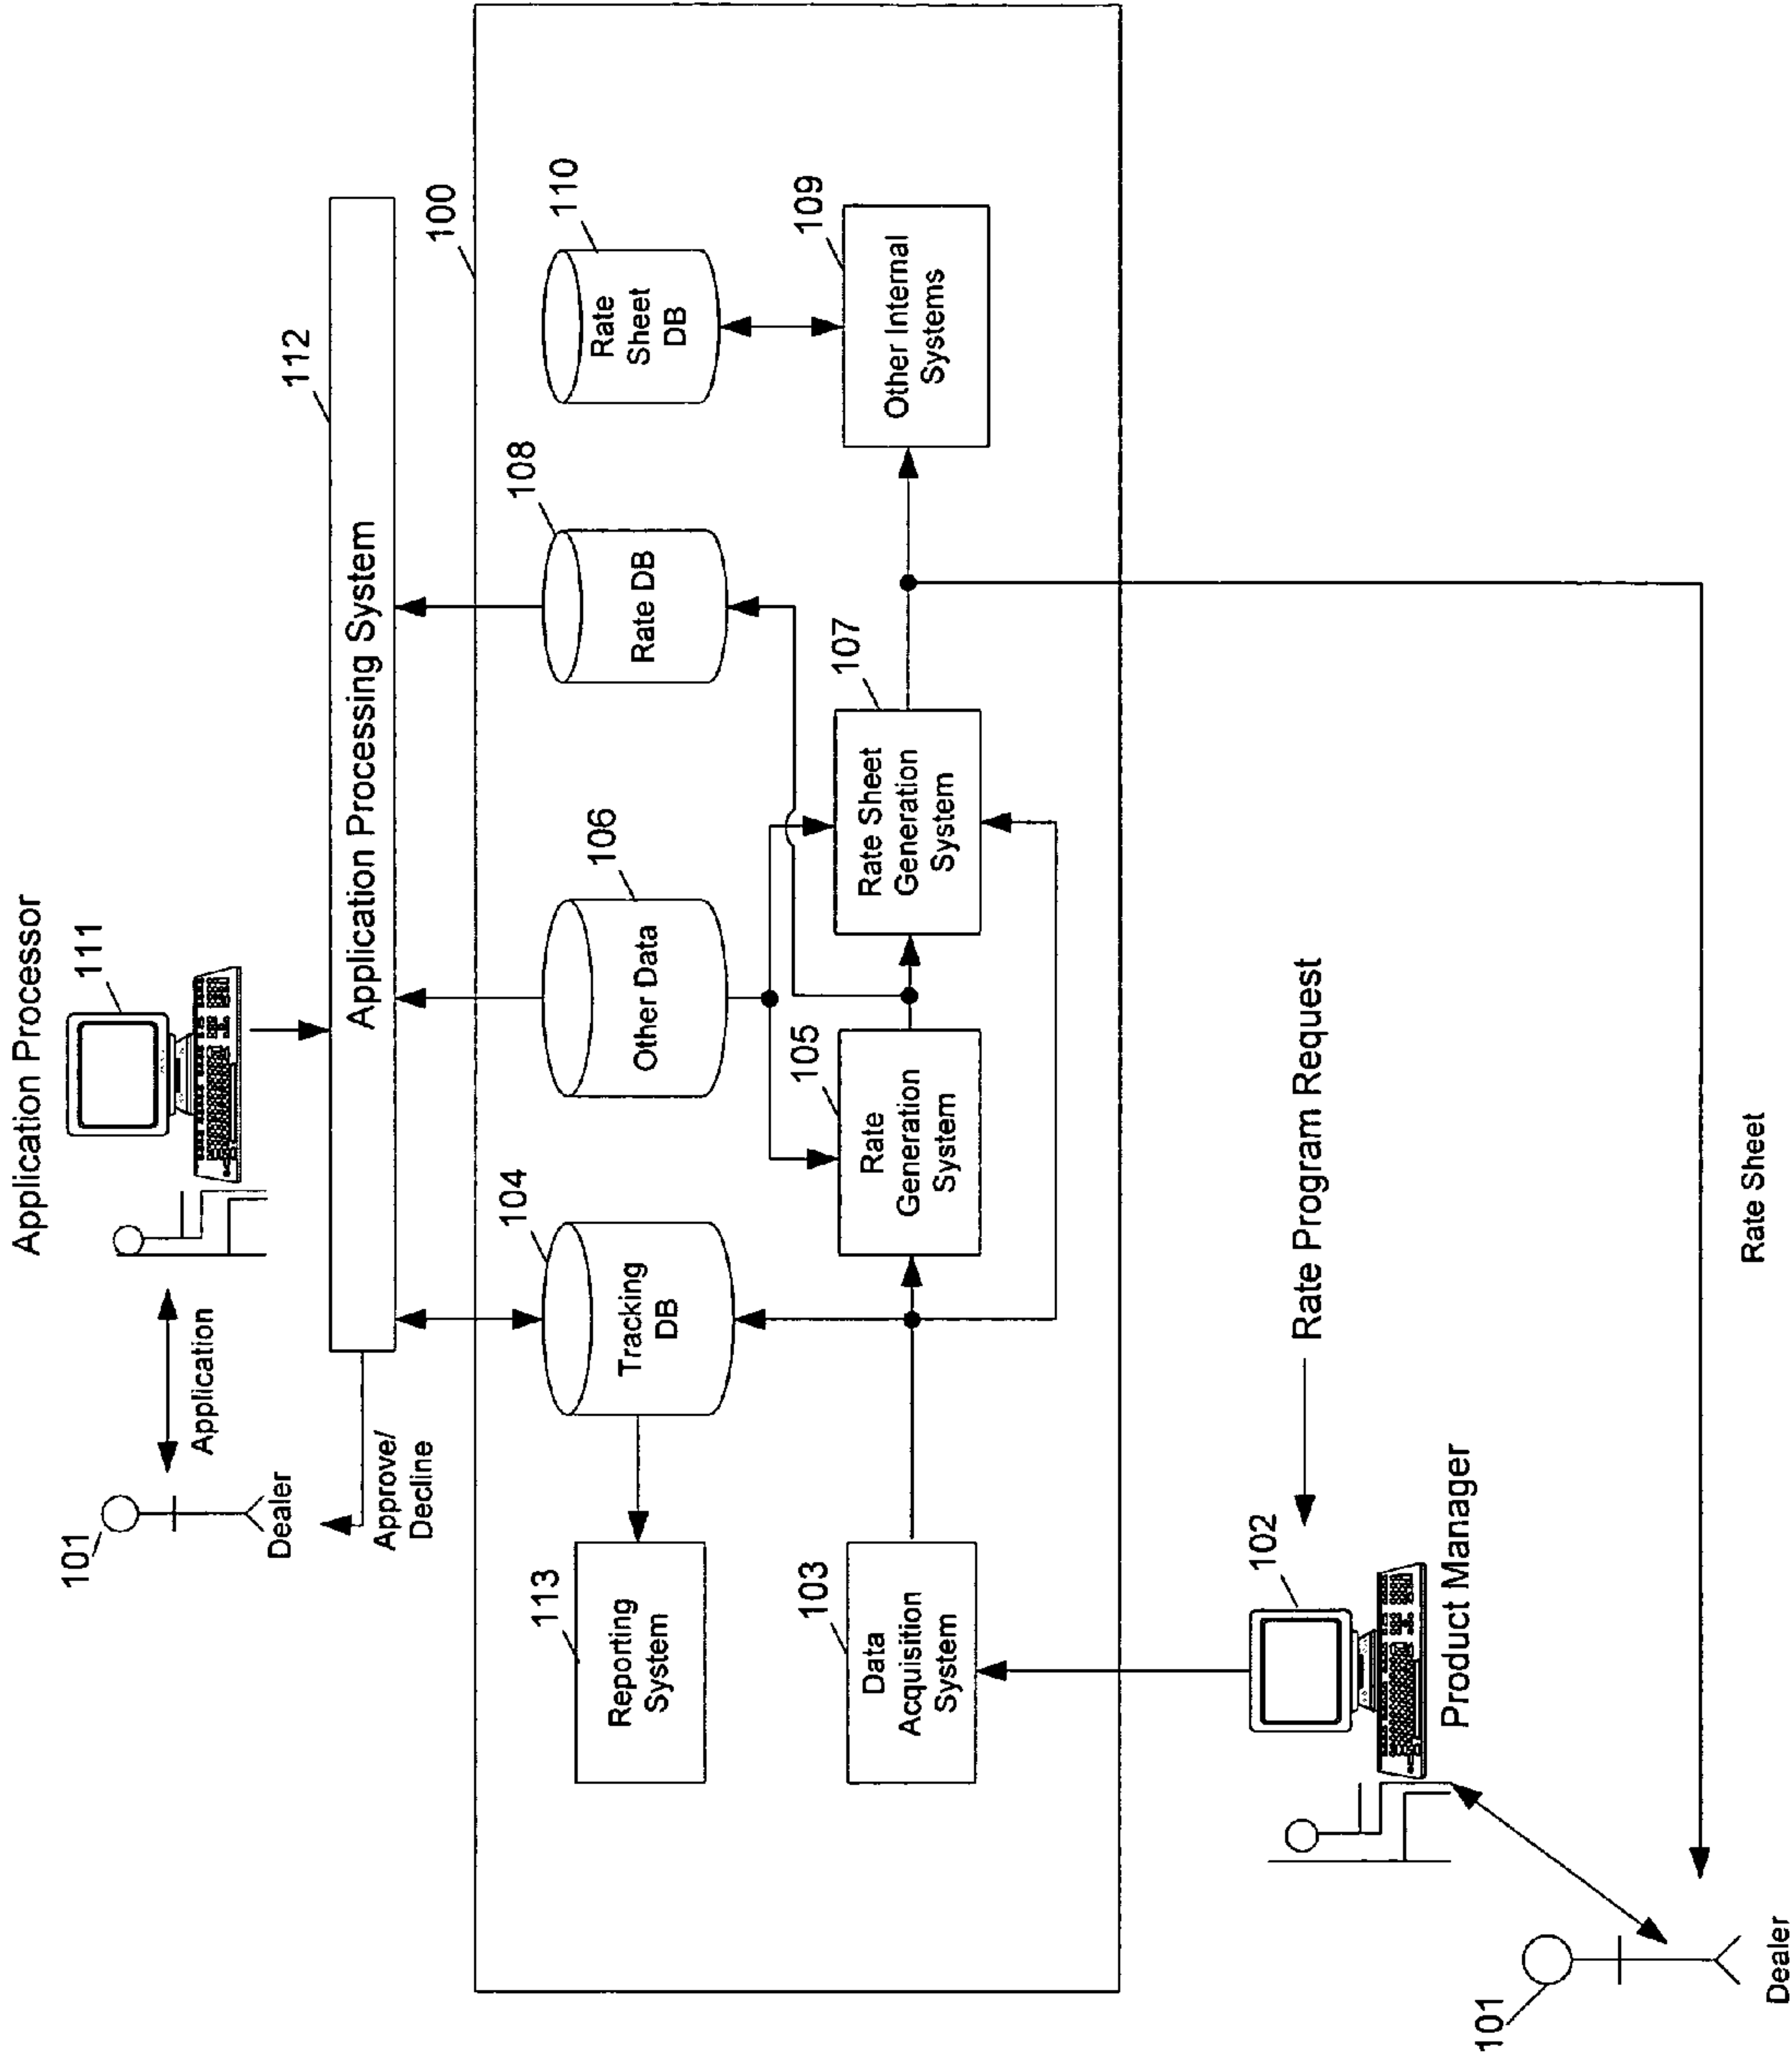 Application Processor
111
101
Dealer
Application
Approve/
Decline
112
Application Processing System
100
113
Reporting
System
104
Tracking
DB
106
Other Data
108
Rate DB
110
Rate
Sheet
DB
103
Data
Acquisition
System
105
Rate
Generation
System
107
Rate Sheet
Generation
System
109
Other Internal
Systems
102
Product Manager
Rate Program Request
101
Dealer
Rate Sheet